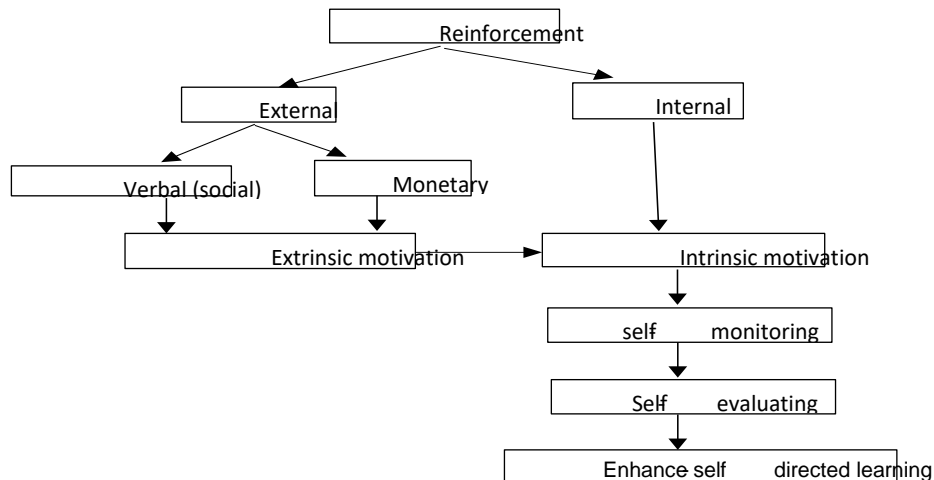 Reinforcement
External
Internal
Verbal (social)
Monetary
Extrinsic motivation
Intrinsic motivation
self- monitoring
Self- evaluating
Enhance self directed learning